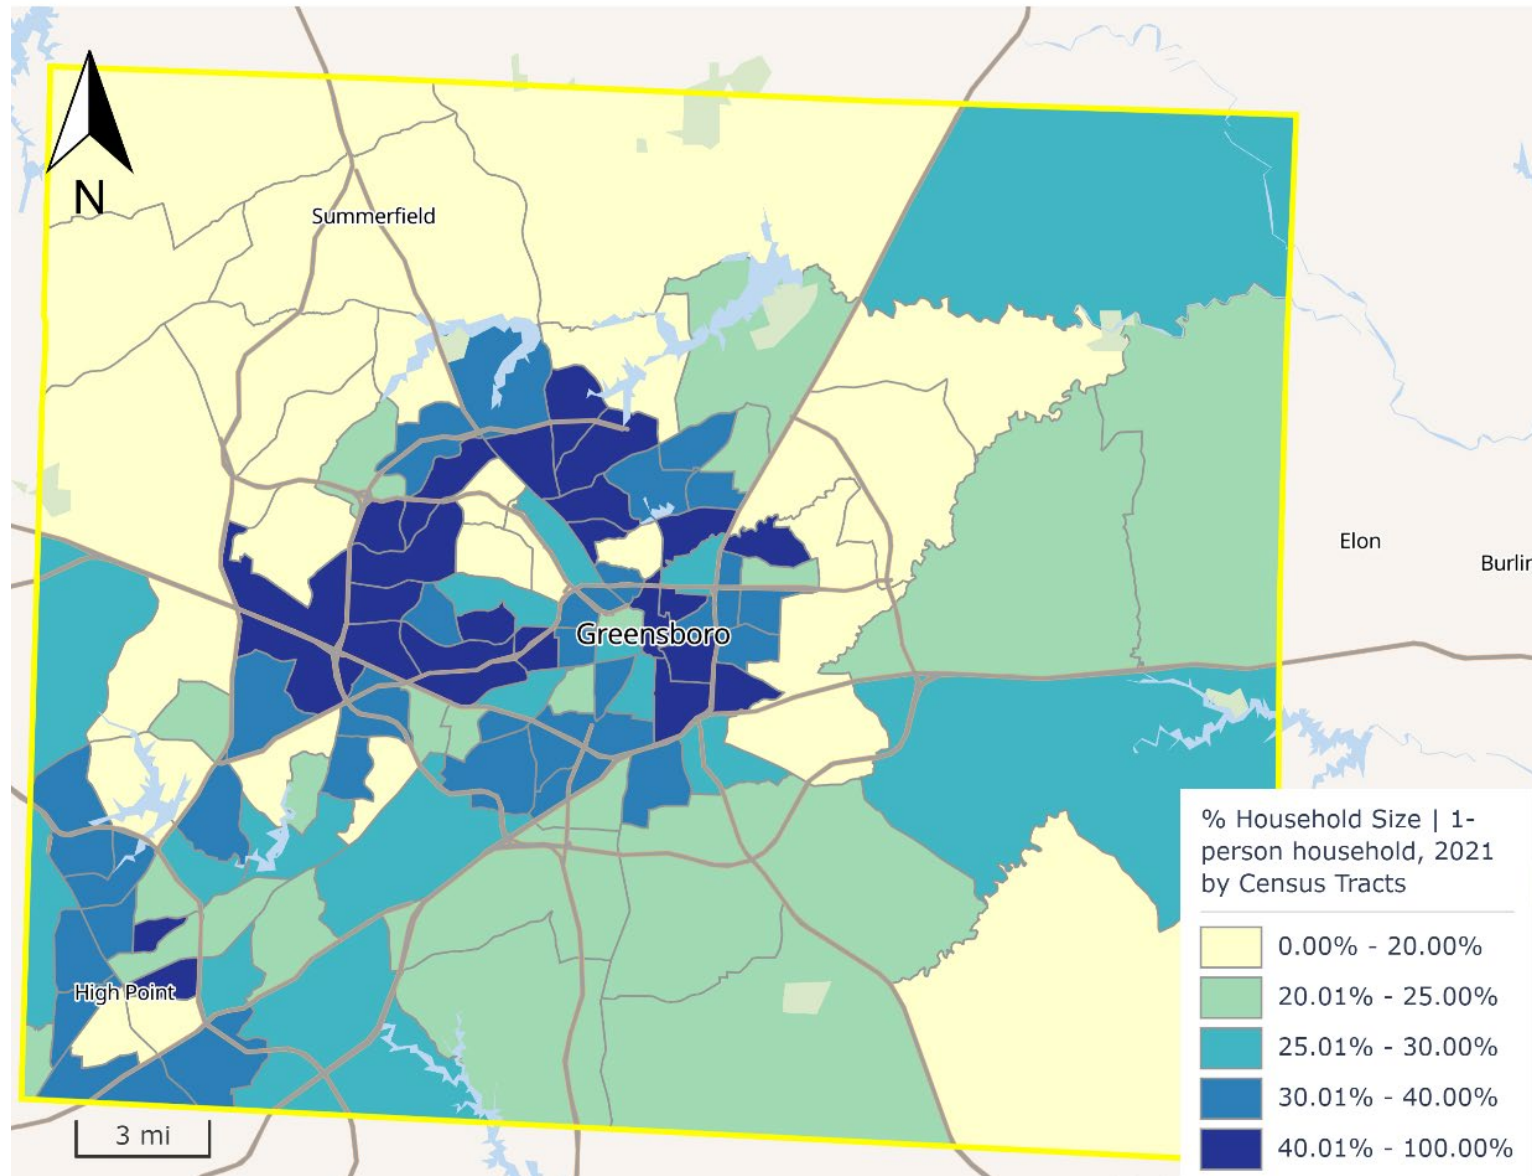 N
Summerfield
Elon
Burlin
Greensboro
High Point
3 mi
% Household Size | 1-
person household, 2021
by Census Tracts
0.00% - 20.00%
20.01% - 25.00%
25.01% - 30.00%
30.01% - 40.00%
40.01% - 100.00%